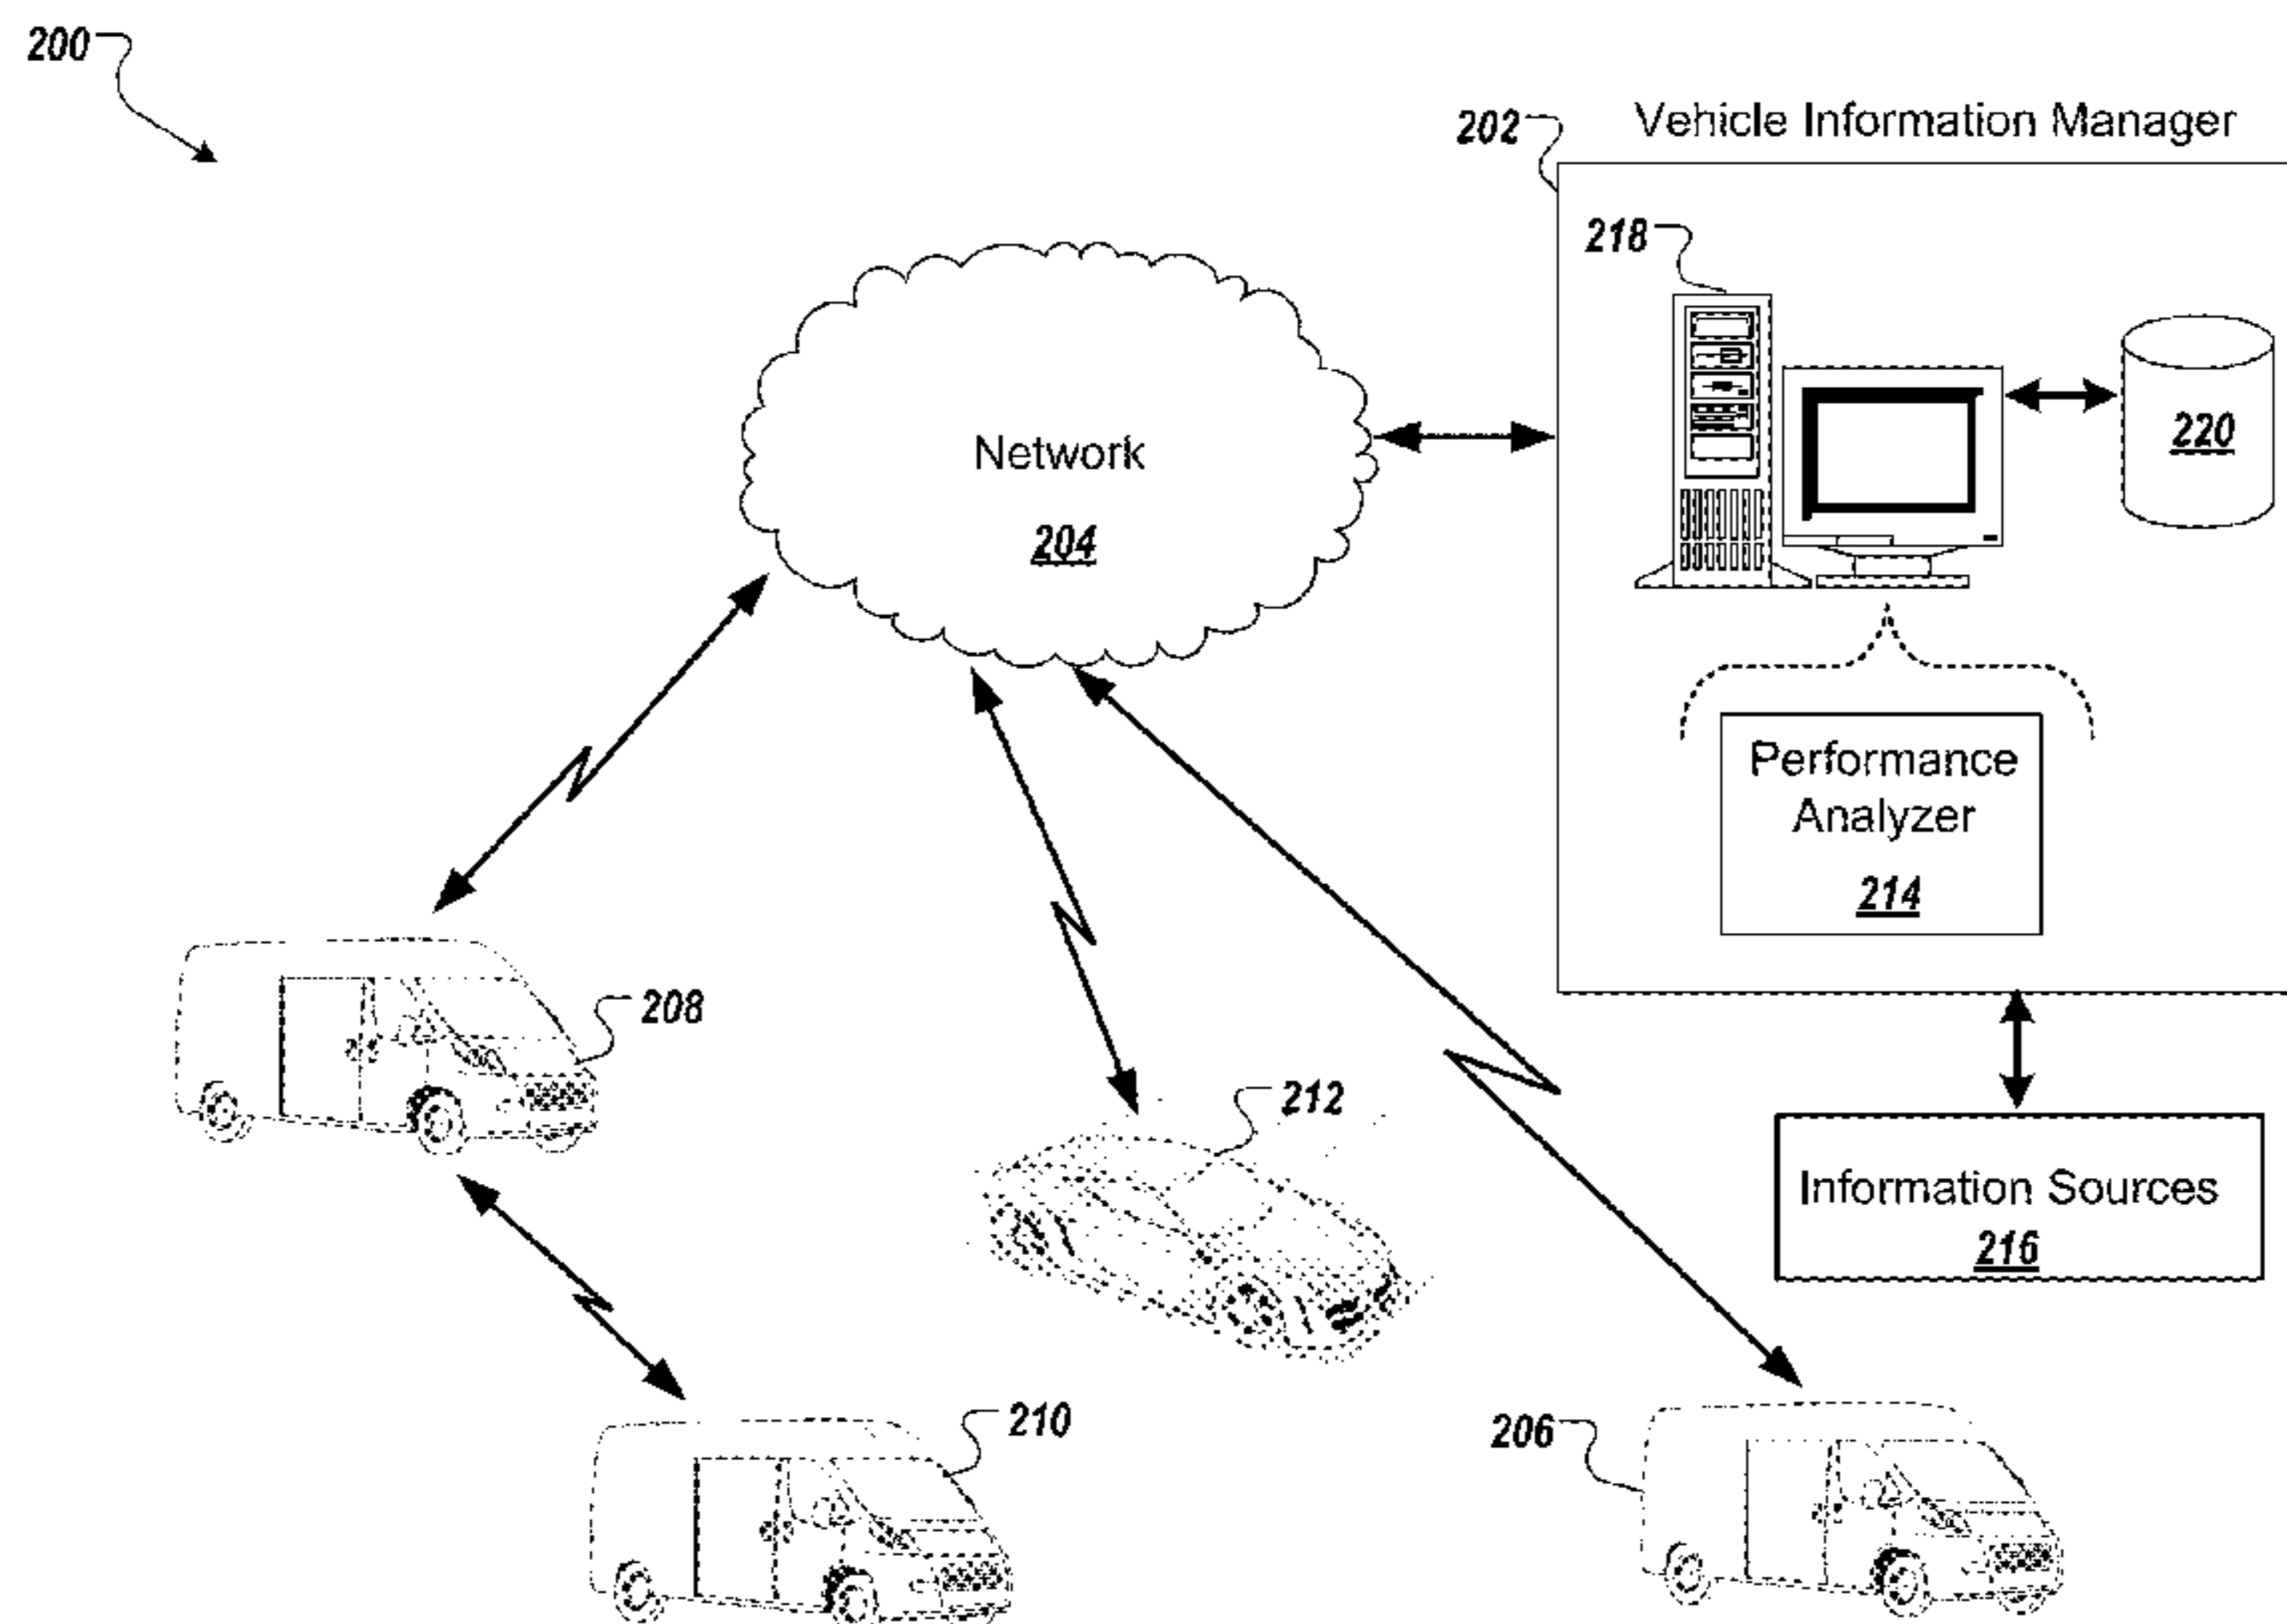 200
202
Vehicle Information Manager
218
220
Network
204
Performance
Analyzer
214
208
212
Information Sources
216
210
206